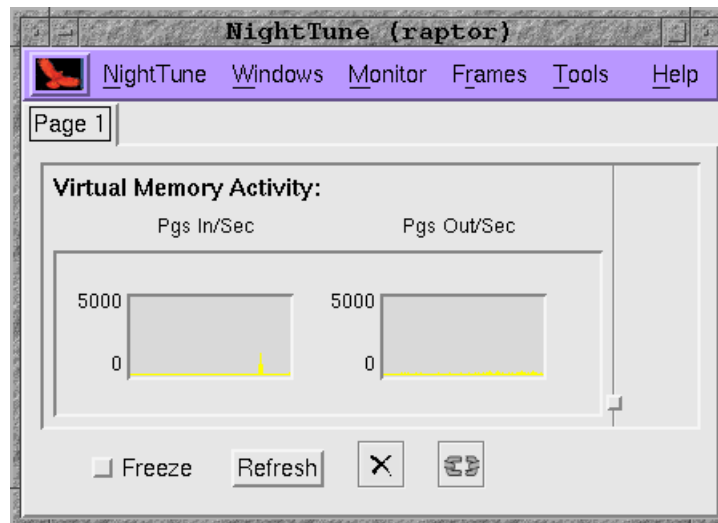 NightTune (raptor)
NightTune Windows Monitor Frames Tools Help
Page 1
Virtual Memory Activity:
Pgs In/Sec Pgs Out/Sec
5000 5000
0 0
Freeze Refresh